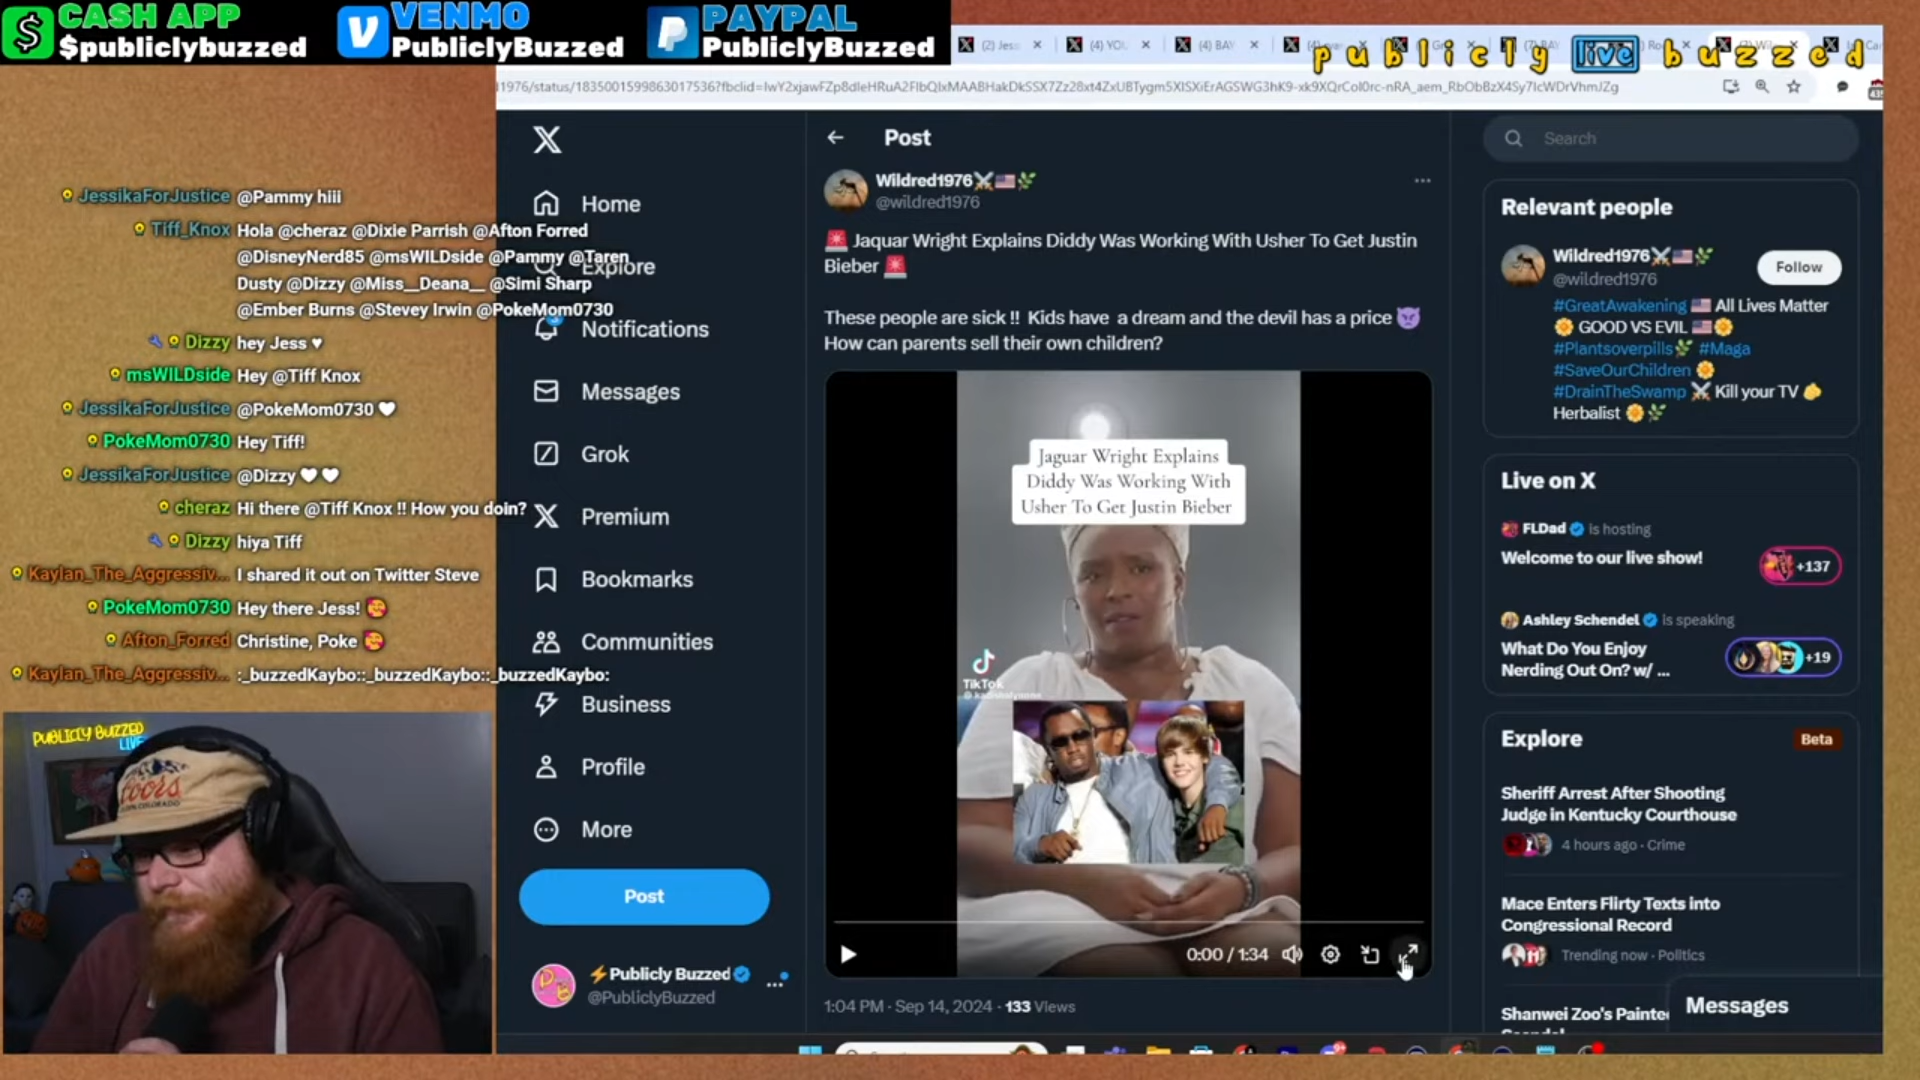 CASH APP
$publiclybuzzed
VENMO
PubliclyBuzzed
PAYPAL
PubliclyBuzzed
publicly live buzzed
JessikaForJustice @Pammy hiii
Tiff_Knox Hola @cheraz @Dixie Parrish @Afton Forred
@DisneyNerd85 @msWILDside @Pammy @Taren
Dusty @Dizzy @Miss__Deana__ @Simi Sharp
@Ember Burns @Stevey Irwin @PokeMom0730
Dizzy hey Jess
msWILDside Hey @Tiff Knox
JessikaForJustice @PokeMom0730
PokeMom0730 Hey Tiff!
JessikaForJustice @Dizzy
cheraz Hi there @Tiff Knox !! How you doin?
Dizzy hiya Tiff
Kaylan_The_Aggressiv... I shared it out on Twitter Steve
PokeMom0730 Hey there Jess!
Afton_Forred Christine, Poke
Kaylan_The_Aggressiv... :_buzzedKaybo::_buzzedKaybo::_buzzedKaybo:
PUBLICLY BUZZED
LIVE
Coors
Home
Explore
Notifications
Messages
Grok
Premium
Bookmarks
Communities
Business
Profile
More
Post
⚡Publicly Buzzed
@PubliclyBuzzed
Post
Wildred1976⚔🇺🇸🌿
@wildred1976
🚨Jaquar Wright Explains Diddy Was Working With Usher To Get Justin
Bieber 🚨
These people are sick !! Kids have a dream and the devil has a price 😈
How can parents sell their own children?
Jaguar Wright Explains
Diddy Was Working With
Usher To Get Justin Bieber
TikTok
0:00 / 1:34
1:04 PM · Sep 14, 2024 · 133 Views
Search
Relevant people
Wildred1976⚔🇺🇸🌿
@wildred1976
Follow
#GreatAwakening 🇺🇸 All Lives Matter
🌼 GOOD VS EVIL 🇺🇸🌼
#Plantsoverpills🌿 #Maga
#SaveOurChildren 🌼
#DrainTheSwamp ⚔ Kill your TV
Herbalist 🌼🌿
Live on X
FLDad is hosting
Welcome to our live show!
+137
Ashley Schendel is speaking
What Do You Enjoy
Nerding Out On? w/ ...
+19
Explore
Beta
Sheriff Arrest After Shooting
Judge in Kentucky Courthouse
4 hours ago · Crime
Mace Enters Flirty Texts into
Congressional Record
Trending now · Politics
Shanwei Zoo's Painte
Messages